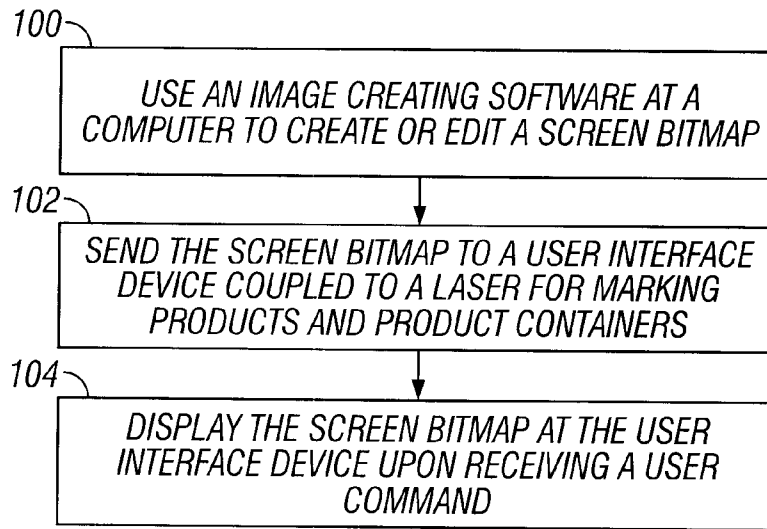 100
USE AN IMAGE CREATING SOFTWARE AT A
COMPUTER TO CREATE OR EDIT A SCREEN BITMAP
102
SEND THE SCREEN BITMAP TO A USER INTERFACE
DEVICE COUPLED TO A LASER FOR MARKING
PRODUCTS AND PRODUCT CONTAINERS
104
DISPLAY THE SCREEN BITMAP AT THE USER
INTERFACE DEVICE UPON RECEIVING A USER
COMMAND